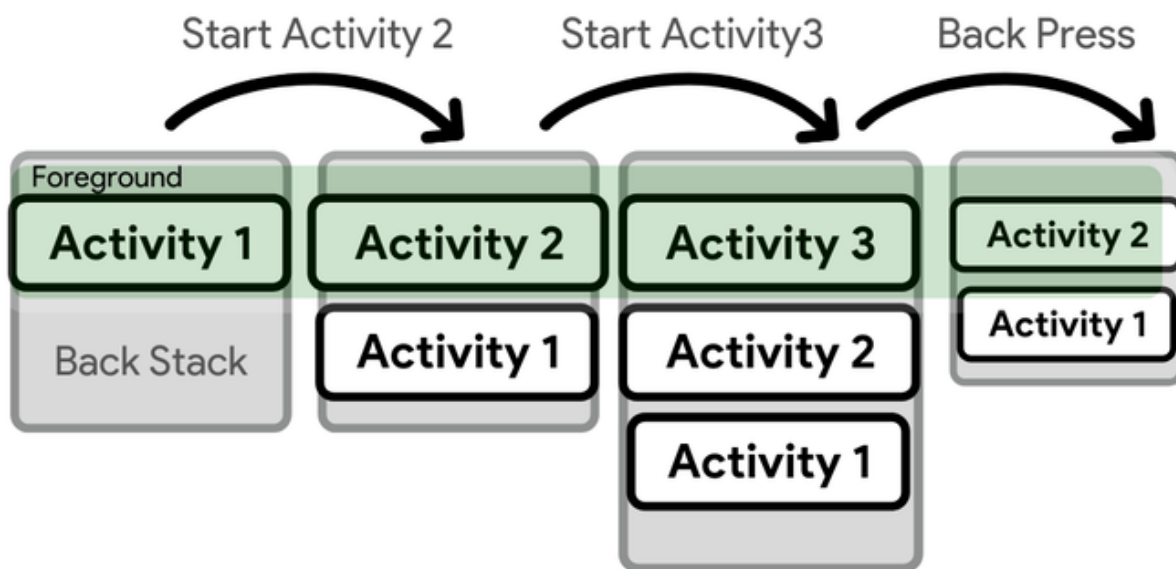 Start Activity 2
Start Activity3
Back Press
Foreground
Activity 1
Activity 2
Activity 3
Activity 2
Back Stack
Activity 1
Activity 2
Activity 1
Activity 1